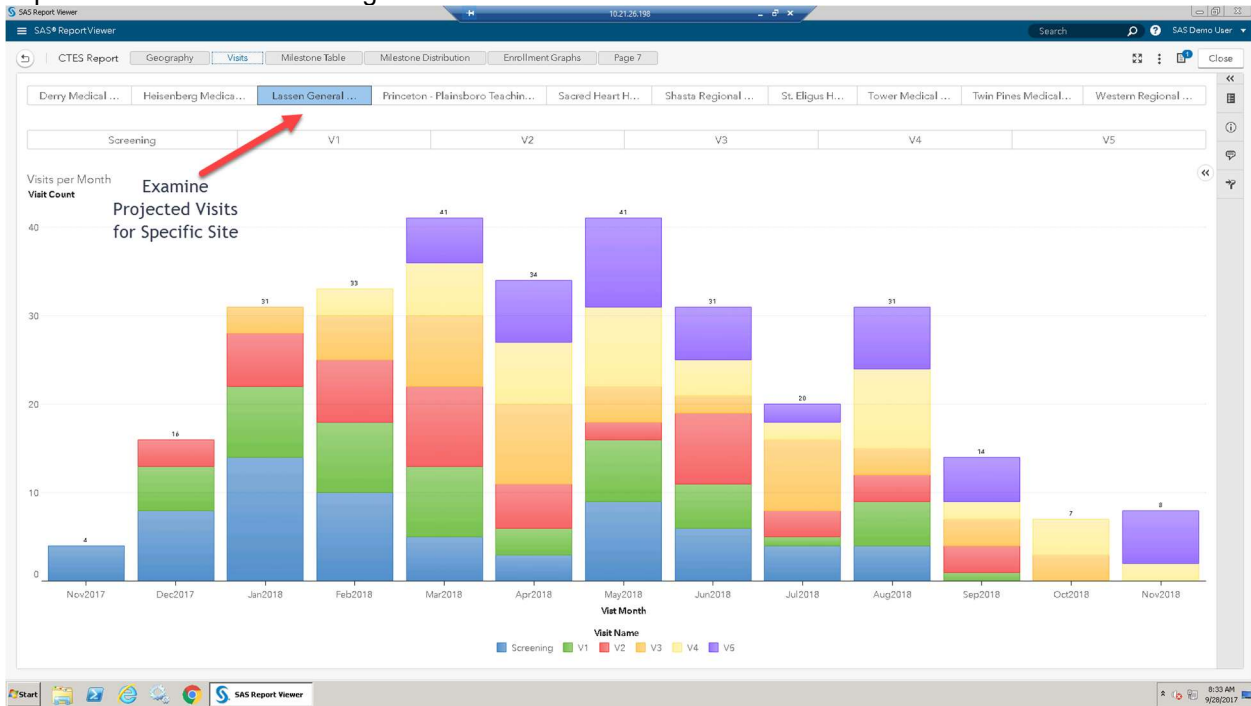 SAS Report Viewer
10.21.26.198
SAS® Report Viewer
Search
SAS Demo User
CTES Report
Geography
Visits
Milestone Table
Milestone Distribution
Enrollment Graphs
Page 7
Close
Derry Medical ...
Heisenberg Medica...
Lassen General ...
Princeton - Plainsboro Teachin...
Sacred Heart H...
Shasta Regional ...
St. Eligus H...
Tower Medical ...
Twin Pines Medical...
Western Regional ...
Screening
V1
V2
V3
V4
V5
Visits per Month
Visit Count
Examine
Projected Visits
for Specific Site
40
30
20
10
0
4
16
31
33
41
34
41
31
20
31
14
7
8
Nov2017
Dec2017
Jan2018
Feb2018
Mar2018
Apr2018
May2018
Jun2018
Jul2018
Aug2018
Sep2018
Oct2018
Nov2018
Visit Month
Visit Name
Screening
V1
V2
V3
V4
V5
Start
SAS Report Viewer
8:33 AM
9/28/2017